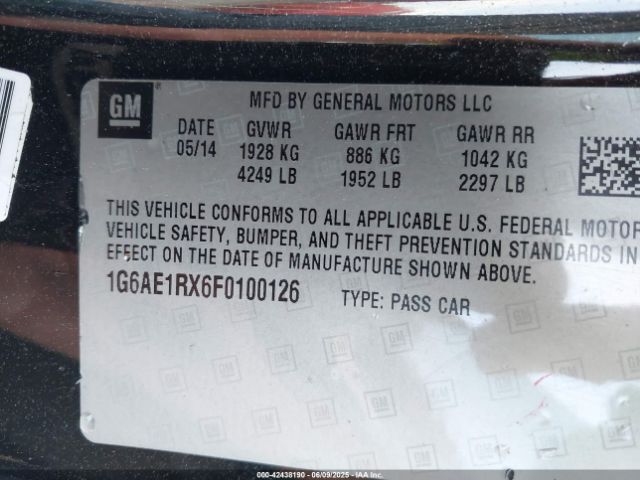 GM
MFD BY GENERAL MOTORS LLC
DATE GVWR GAWR FRT GAWR RR
05/14 1928 KG 886 KG 1042 KG
4249 LB 1952 LB 2297 LB
THIS VEHICLE CONFORMS TO ALL APPLICABLE U.S. FEDERAL MOTOR
VEHICLE SAFETY, BUMPER, AND THEFT PREVENTION STANDARDS IN
EFFECT ON THE DATE OF MANUFACTURE SHOWN ABOVE.
1G6AE1RX6F0100126 TYPE: PASS CAR
000-42438190 - 06/09/2025 - IAA Inc.